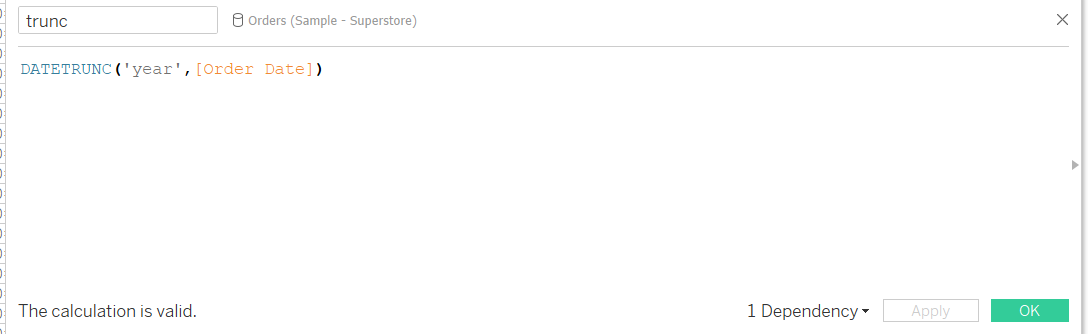 trunc
Orders (Sample - Superstore)
DATETRUNC('year',[Order Date])
The calculation is valid.
1 Dependency
Apply
OK